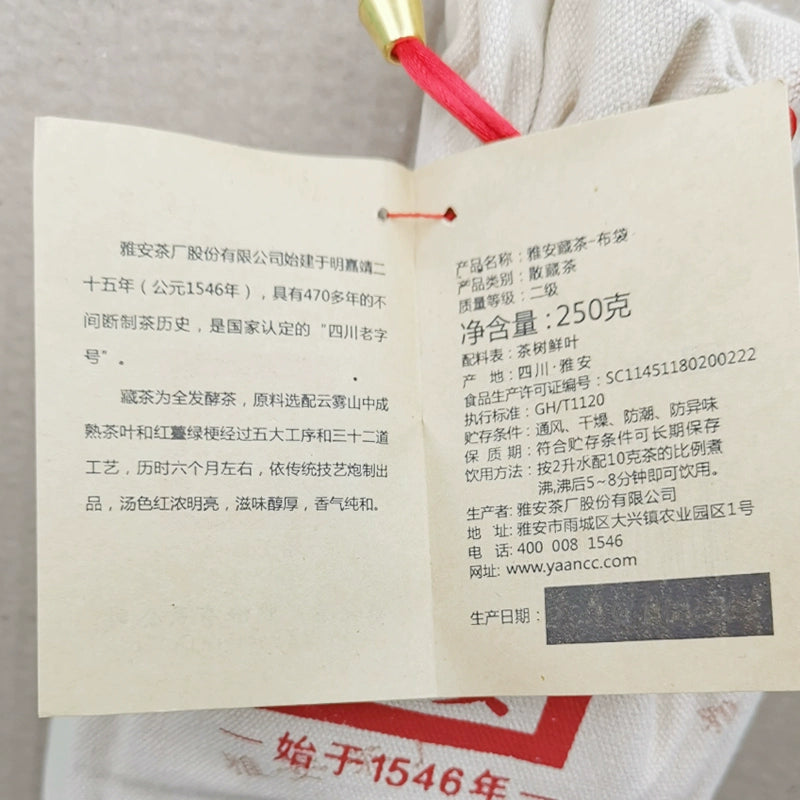 雅安茶厂股份有限公司始建于明嘉靖二
十五年（公元1546年），具有470多年的不
间断制茶历史，是国家认定的“四川老字
号”。
藏茶为全发酵茶，原料选配云雾山中成
熟茶叶和红薹绿梗经过五大工序和三十二道
工艺，历时六个月左右，依传统技艺炮制出
品，汤色红浓明亮，滋味醇厚，香气纯和。
产品名称：雅安藏茶-布袋
产品类别：散藏茶
质量等级：二级
净含量：250克
配料表：茶树鲜叶
产 地：四川·雅安
食品生产许可证编号：SC11451180200222
执行标准：GH/T1120
贮存条件：通风、干燥、防潮、防异味
保 质 期：符合贮存条件可长期保存
饮用方法：按2升水配10克茶的比例煮
沸,沸后5~8分钟即可饮用。
生产者: 雅安茶厂股份有限公司
地 址: 雅安市雨城区大兴镇农业园区1号
电 话: 400 008 1546
网址: www.yaancc.com
生产日期：
始于1546年